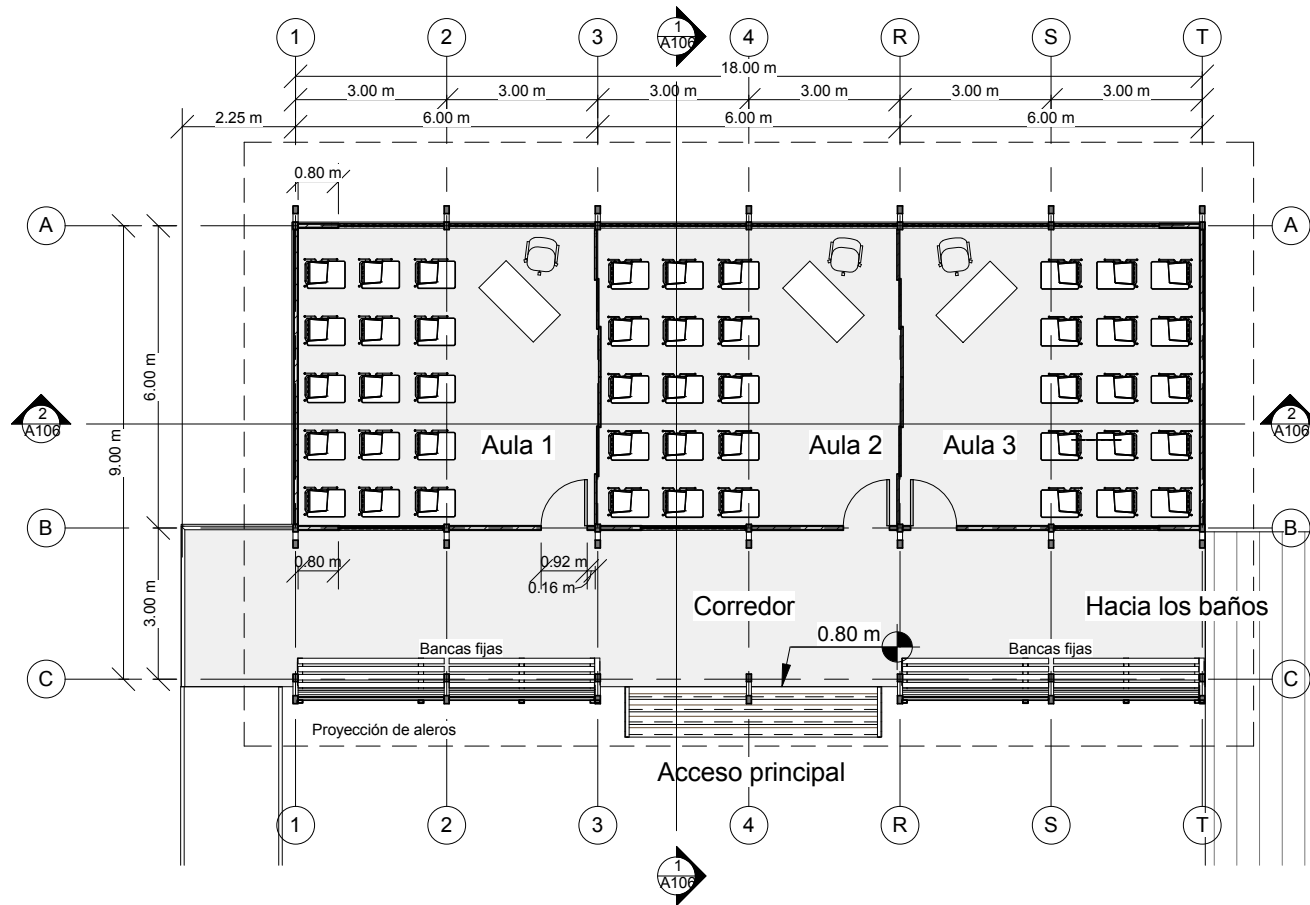 1
2
3
1
A106
4
R
S
T
18.00 m
3.00 m
3.00 m
3.00 m
3.00 m
3.00 m
3.00 m
2.25 m
6.00 m
6.00 m
6.00 m
0.80 m
A
A
6.00 m
9.00 m
2
A106
2
A106
Aula 1
Aula 2
Aula 3
B
B
0.80 m
0.92 m
0.16 m
3.00 m
Corredor
Hacia los baños
0.80 m
Bancas fijas
Bancas fijas
C
C
Proyección de aleros
Acceso principal
1
2
3
4
R
S
T
1
A106